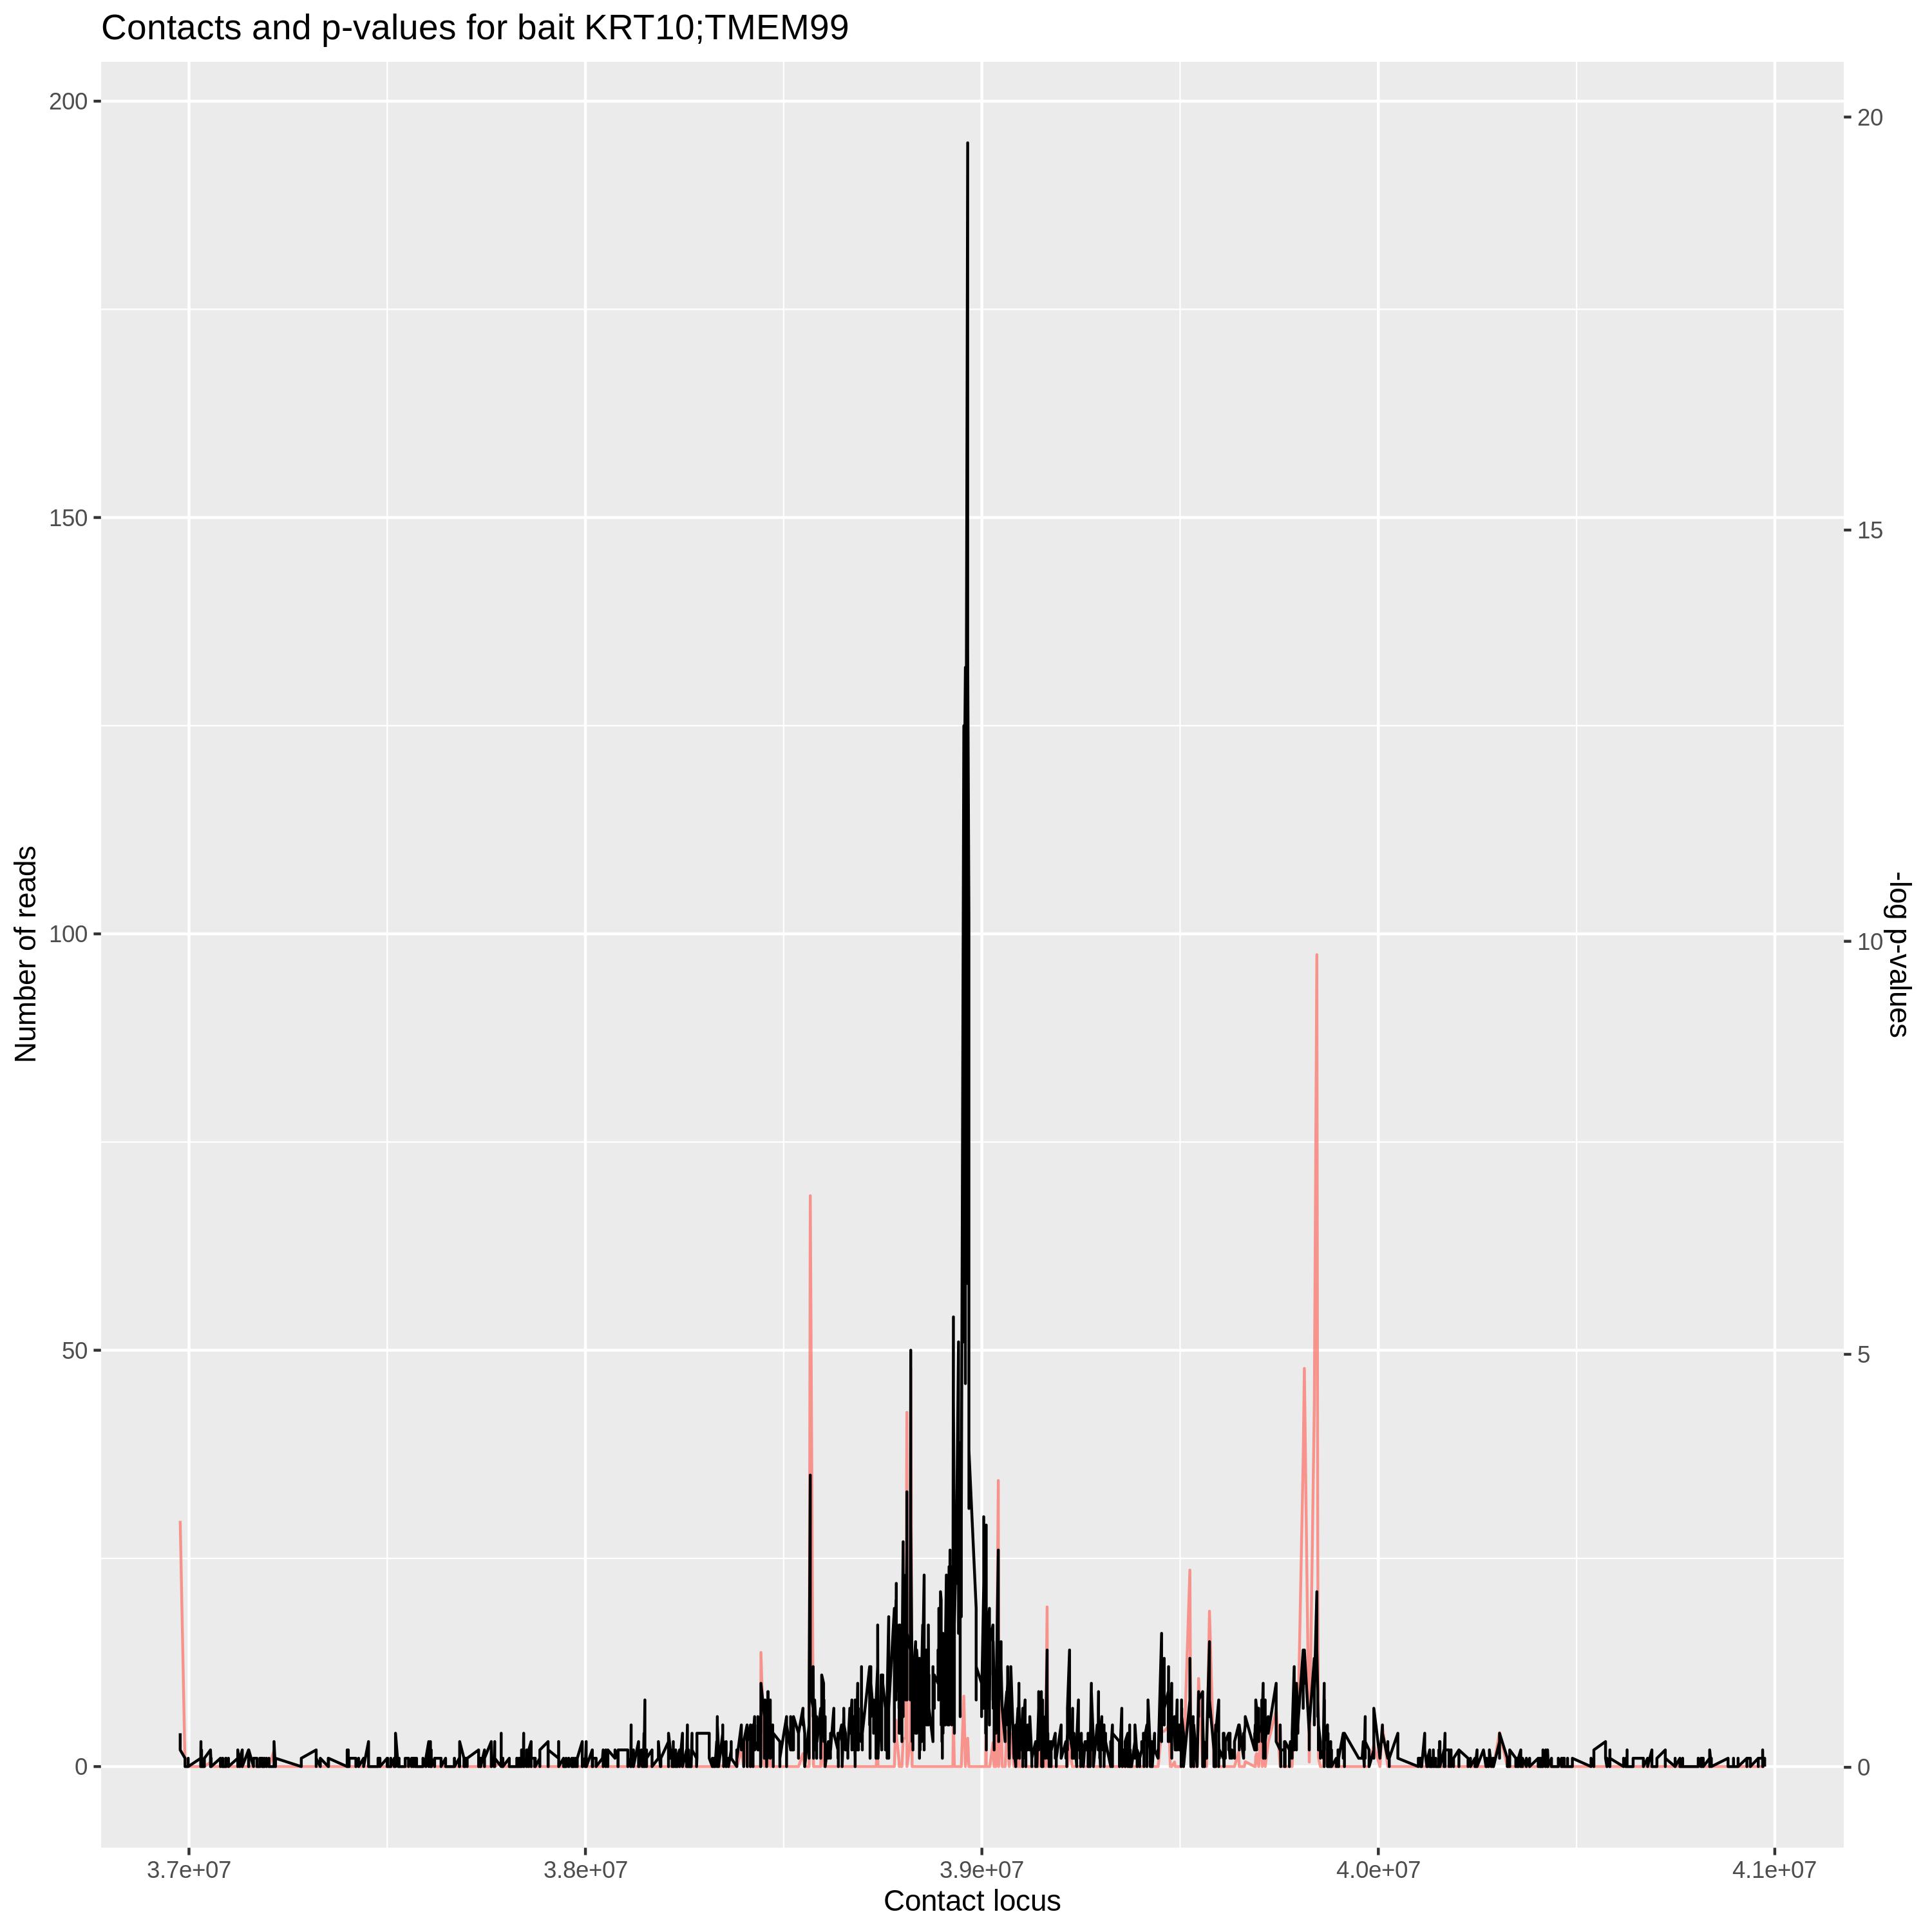 Contacts and p-values for bait KRT10;TMEM99
200
150
100
50
0
Number of reads
20
15
10
5
0
-log p-values
3.7e+07
3.8e+07
3.9e+07
4.0e+07
4.1e+07
Contact locus